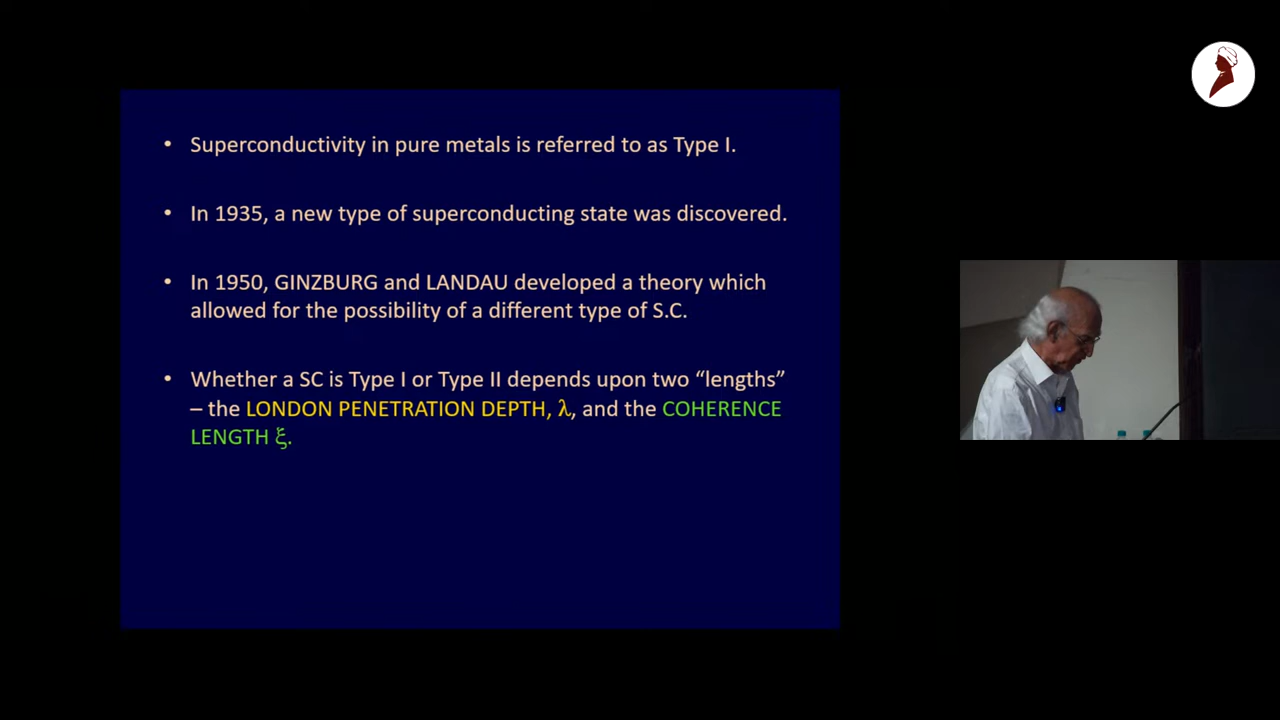 • Superconductivity in pure metals is referred to as Type I.
• In 1935, a new type of superconducting state was discovered.
• In 1950, GINZBURG and LANDAU developed a theory which
allowed for the possibility of a different type of S.C.
• Whether a SC is Type I or Type II depends upon two “lengths”
– the LONDON PENETRATION DEPTH, λ, and the COHERENCE
LENGTH ξ.